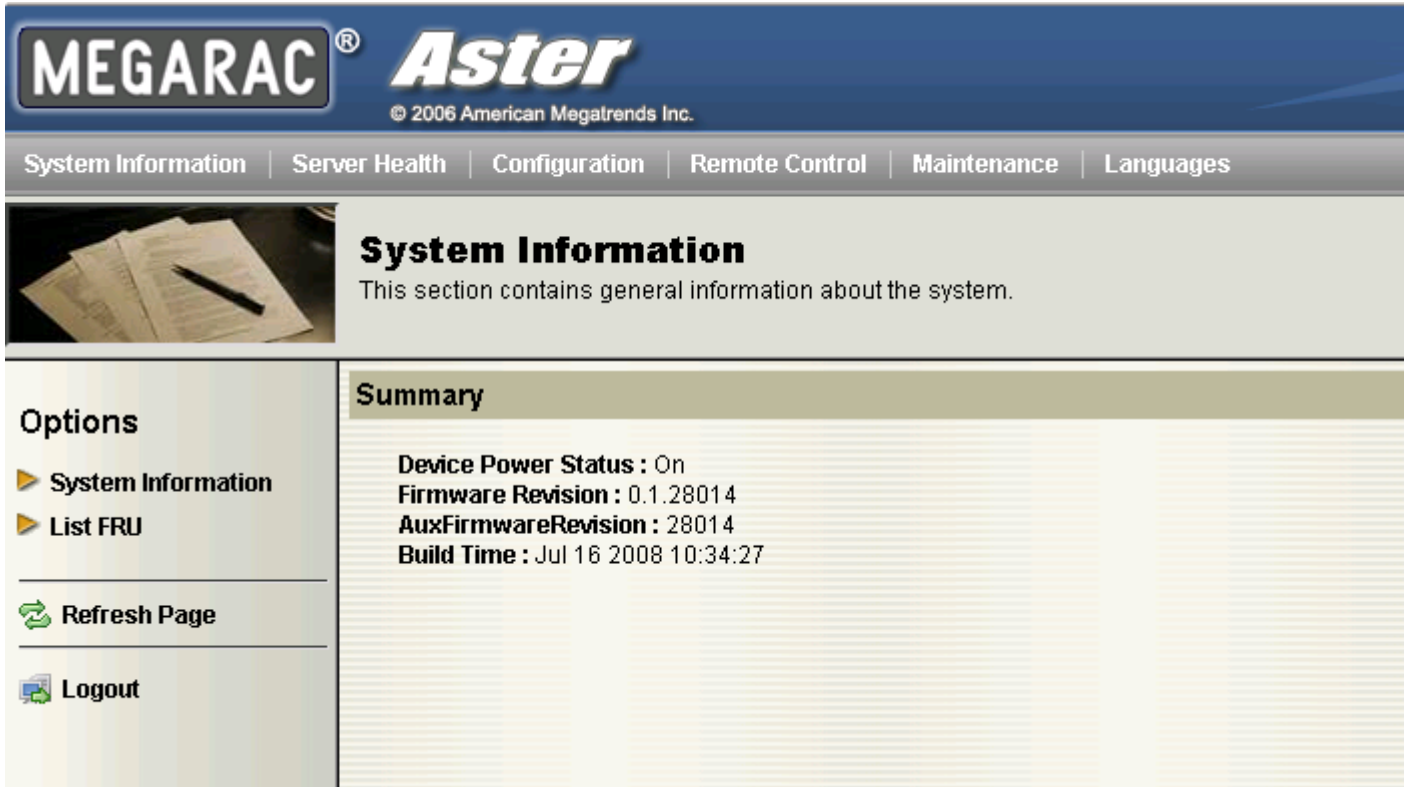 MEGARAC® Aster
© 2006 American Megatrends Inc.
System Information | Server Health | Configuration | Remote Control | Maintenance | Languages
System Information
This section contains general information about the system.
Options
System Information
List FRU
Refresh Page
Logout
Summary
Device Power Status : On
Firmware Revision : 0.1.28014
AuxFirmwareRevision : 28014
Build Time : Jul 16 2008 10:34:27